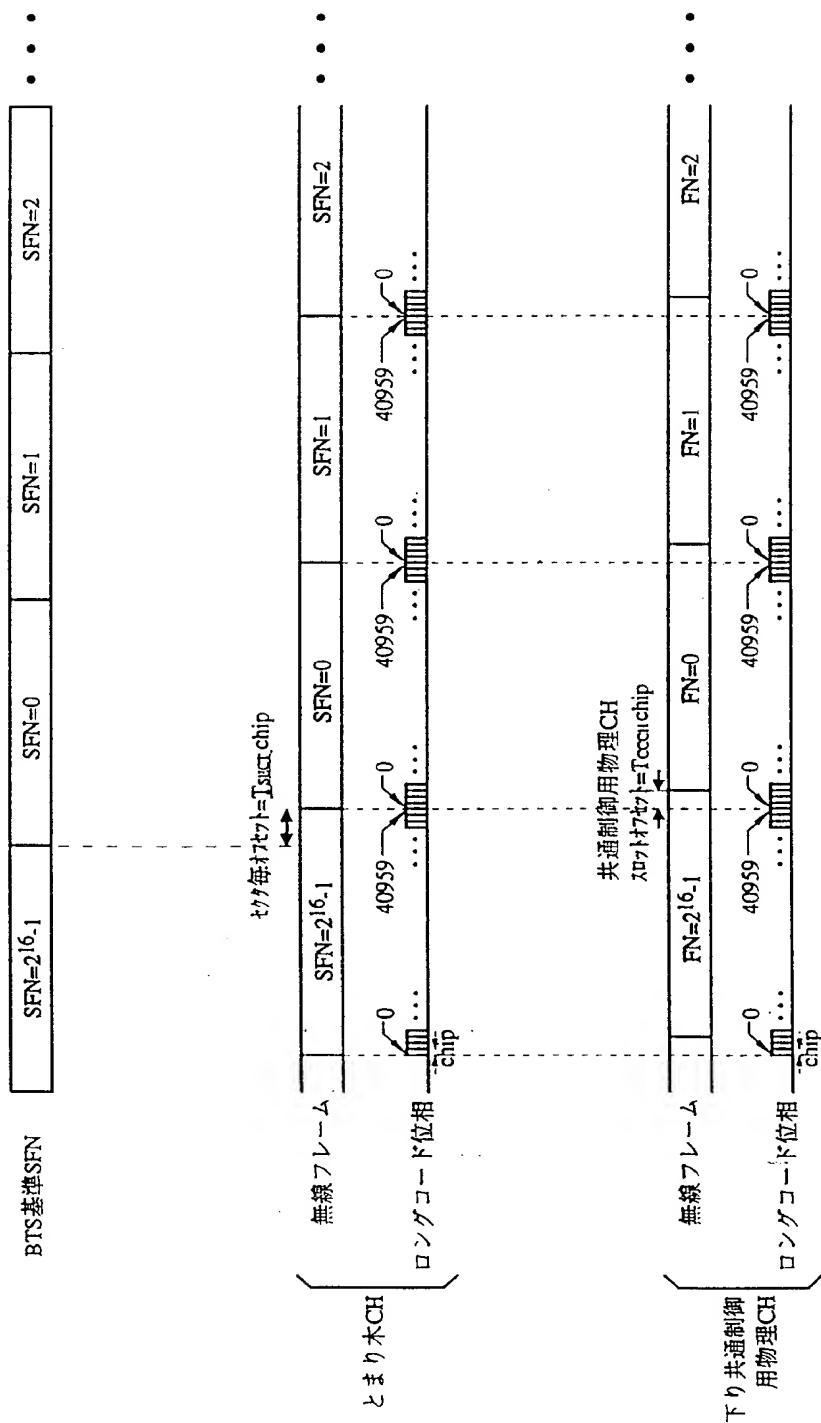 BTS基準SFN
SFN=2^16-1
SFN=0
SFN=1
SFN=2
• • •
セクタ毎オフセット=TSECT chip
とまり木CH
無線フレーム
SFN=2^16-1
SFN=0
SFN=1
SFN=2
• • •
ロングコード位相
0
•••
chip
•••
40959
0
•••
•••
40959
0
•••
•••
40959
0
•••
共通制御用物理CH
スロットオフセット=TCCCH chip
下り共通制御
用物理CH
無線フレーム
FN=2^16-1
FN=0
FN=1
FN=2
• • •
ロングコード位相
0
•••
chip
•••
40959
0
•••
•••
40959
0
•••
•••
40959
0
•••